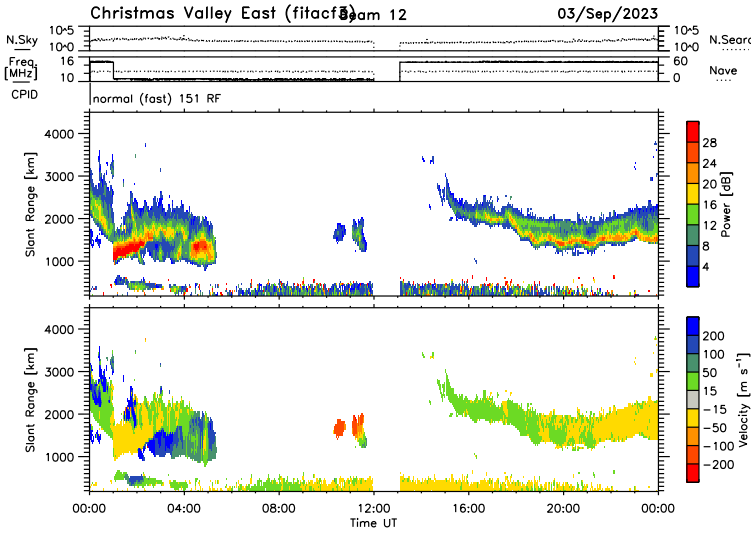 Christmas Valley East (fitacf3) Beam 12 03/Sep/2023
N.Sky 10^5 10^0 10^5 10^0 N.Searc
Freq. [MHz] 16 10 60 0 Nave
CPID normal (fast) 151 RF
Slant Range [km] 4000 3000 2000 1000
Power [dB] 28 24 20 16 12 8 4
Slant Range [km] 4000 3000 2000 1000
Velocity [m s⁻¹] 200 100 50 15 -15 -50 -100 -200
00:00 04:00 08:00 12:00 16:00 20:00 00:00
Time UT